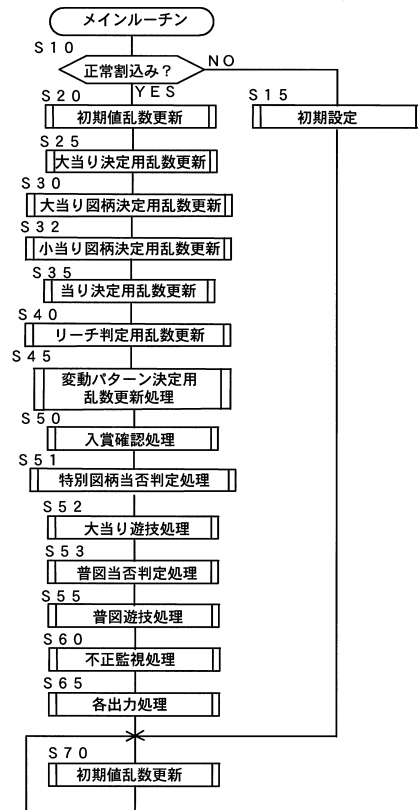 メインルーチン
S10
正常割込み？
NO
YES
S20
初期値乱数更新
S15
初期設定
S25
大当り決定用乱数更新
S30
大当り図柄決定用乱数更新
S32
小当り図柄決定用乱数更新
S35
当り決定用乱数更新
S40
リーチ判定用乱数更新
S45
変動パターン決定用
乱数更新処理
S50
入賞確認処理
S51
特別図柄当否判定処理
S52
大当り遊技処理
S53
普図当否判定処理
S55
普図遊技処理
S60
不正監視処理
S65
各出力処理
S70
初期値乱数更新